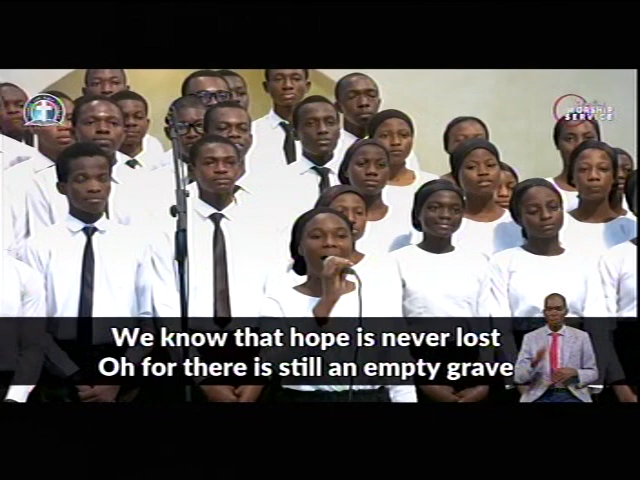 WORSHIP
SERVICE
We know that hope is never lost
Oh for there is still an empty grave